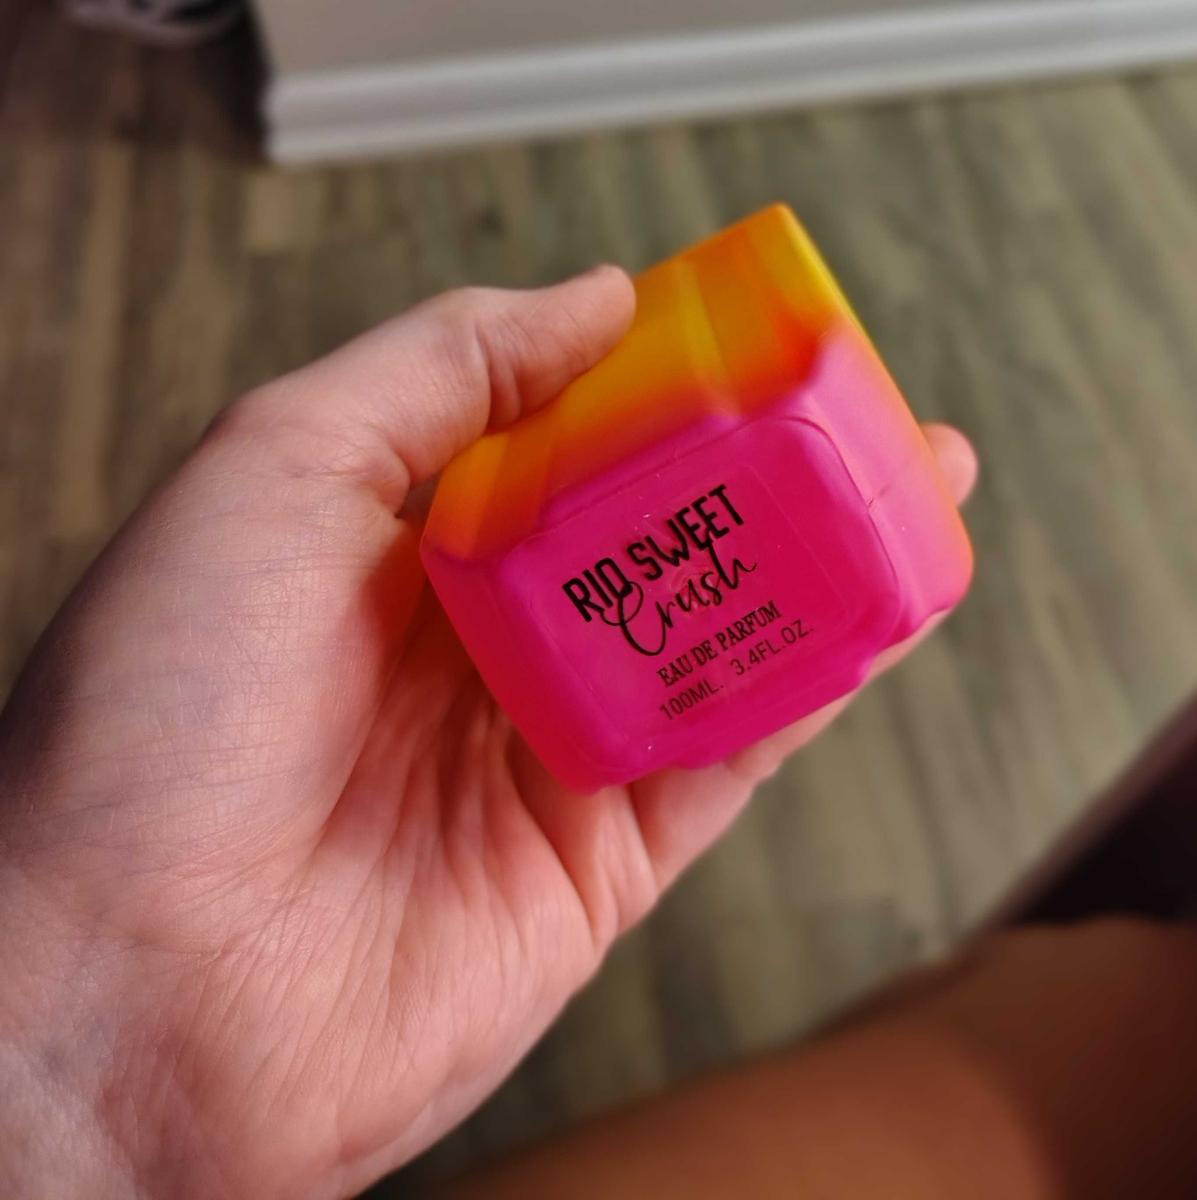 RIO SWEET
Crush
EAU DE PARFUM
100ML. 3.4FL.OZ.